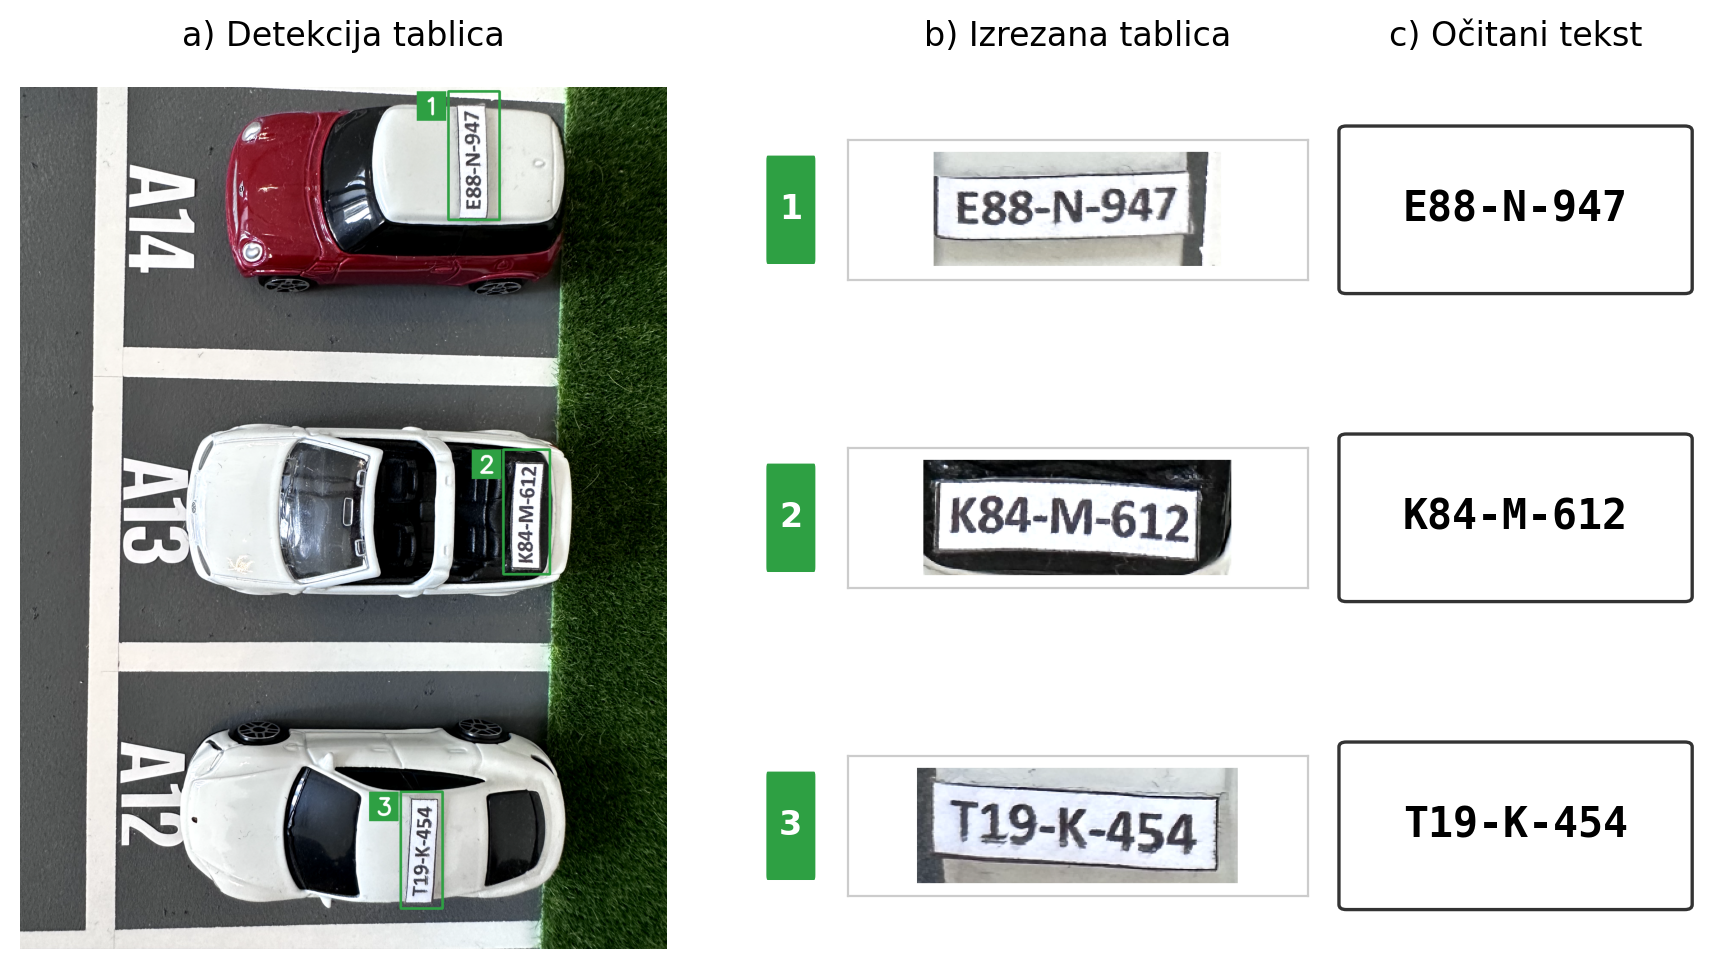 a) Detekcija tablica
b) Izrezana tablica
c) Očitani tekst
A14
1
E88-N-947
A13
2
K84-M-612
A12
3
T19-K-454
1
E88-N-947
E88-N-947
2
K84-M-612
K84-M-612
3
T19-K-454
T19-K-454